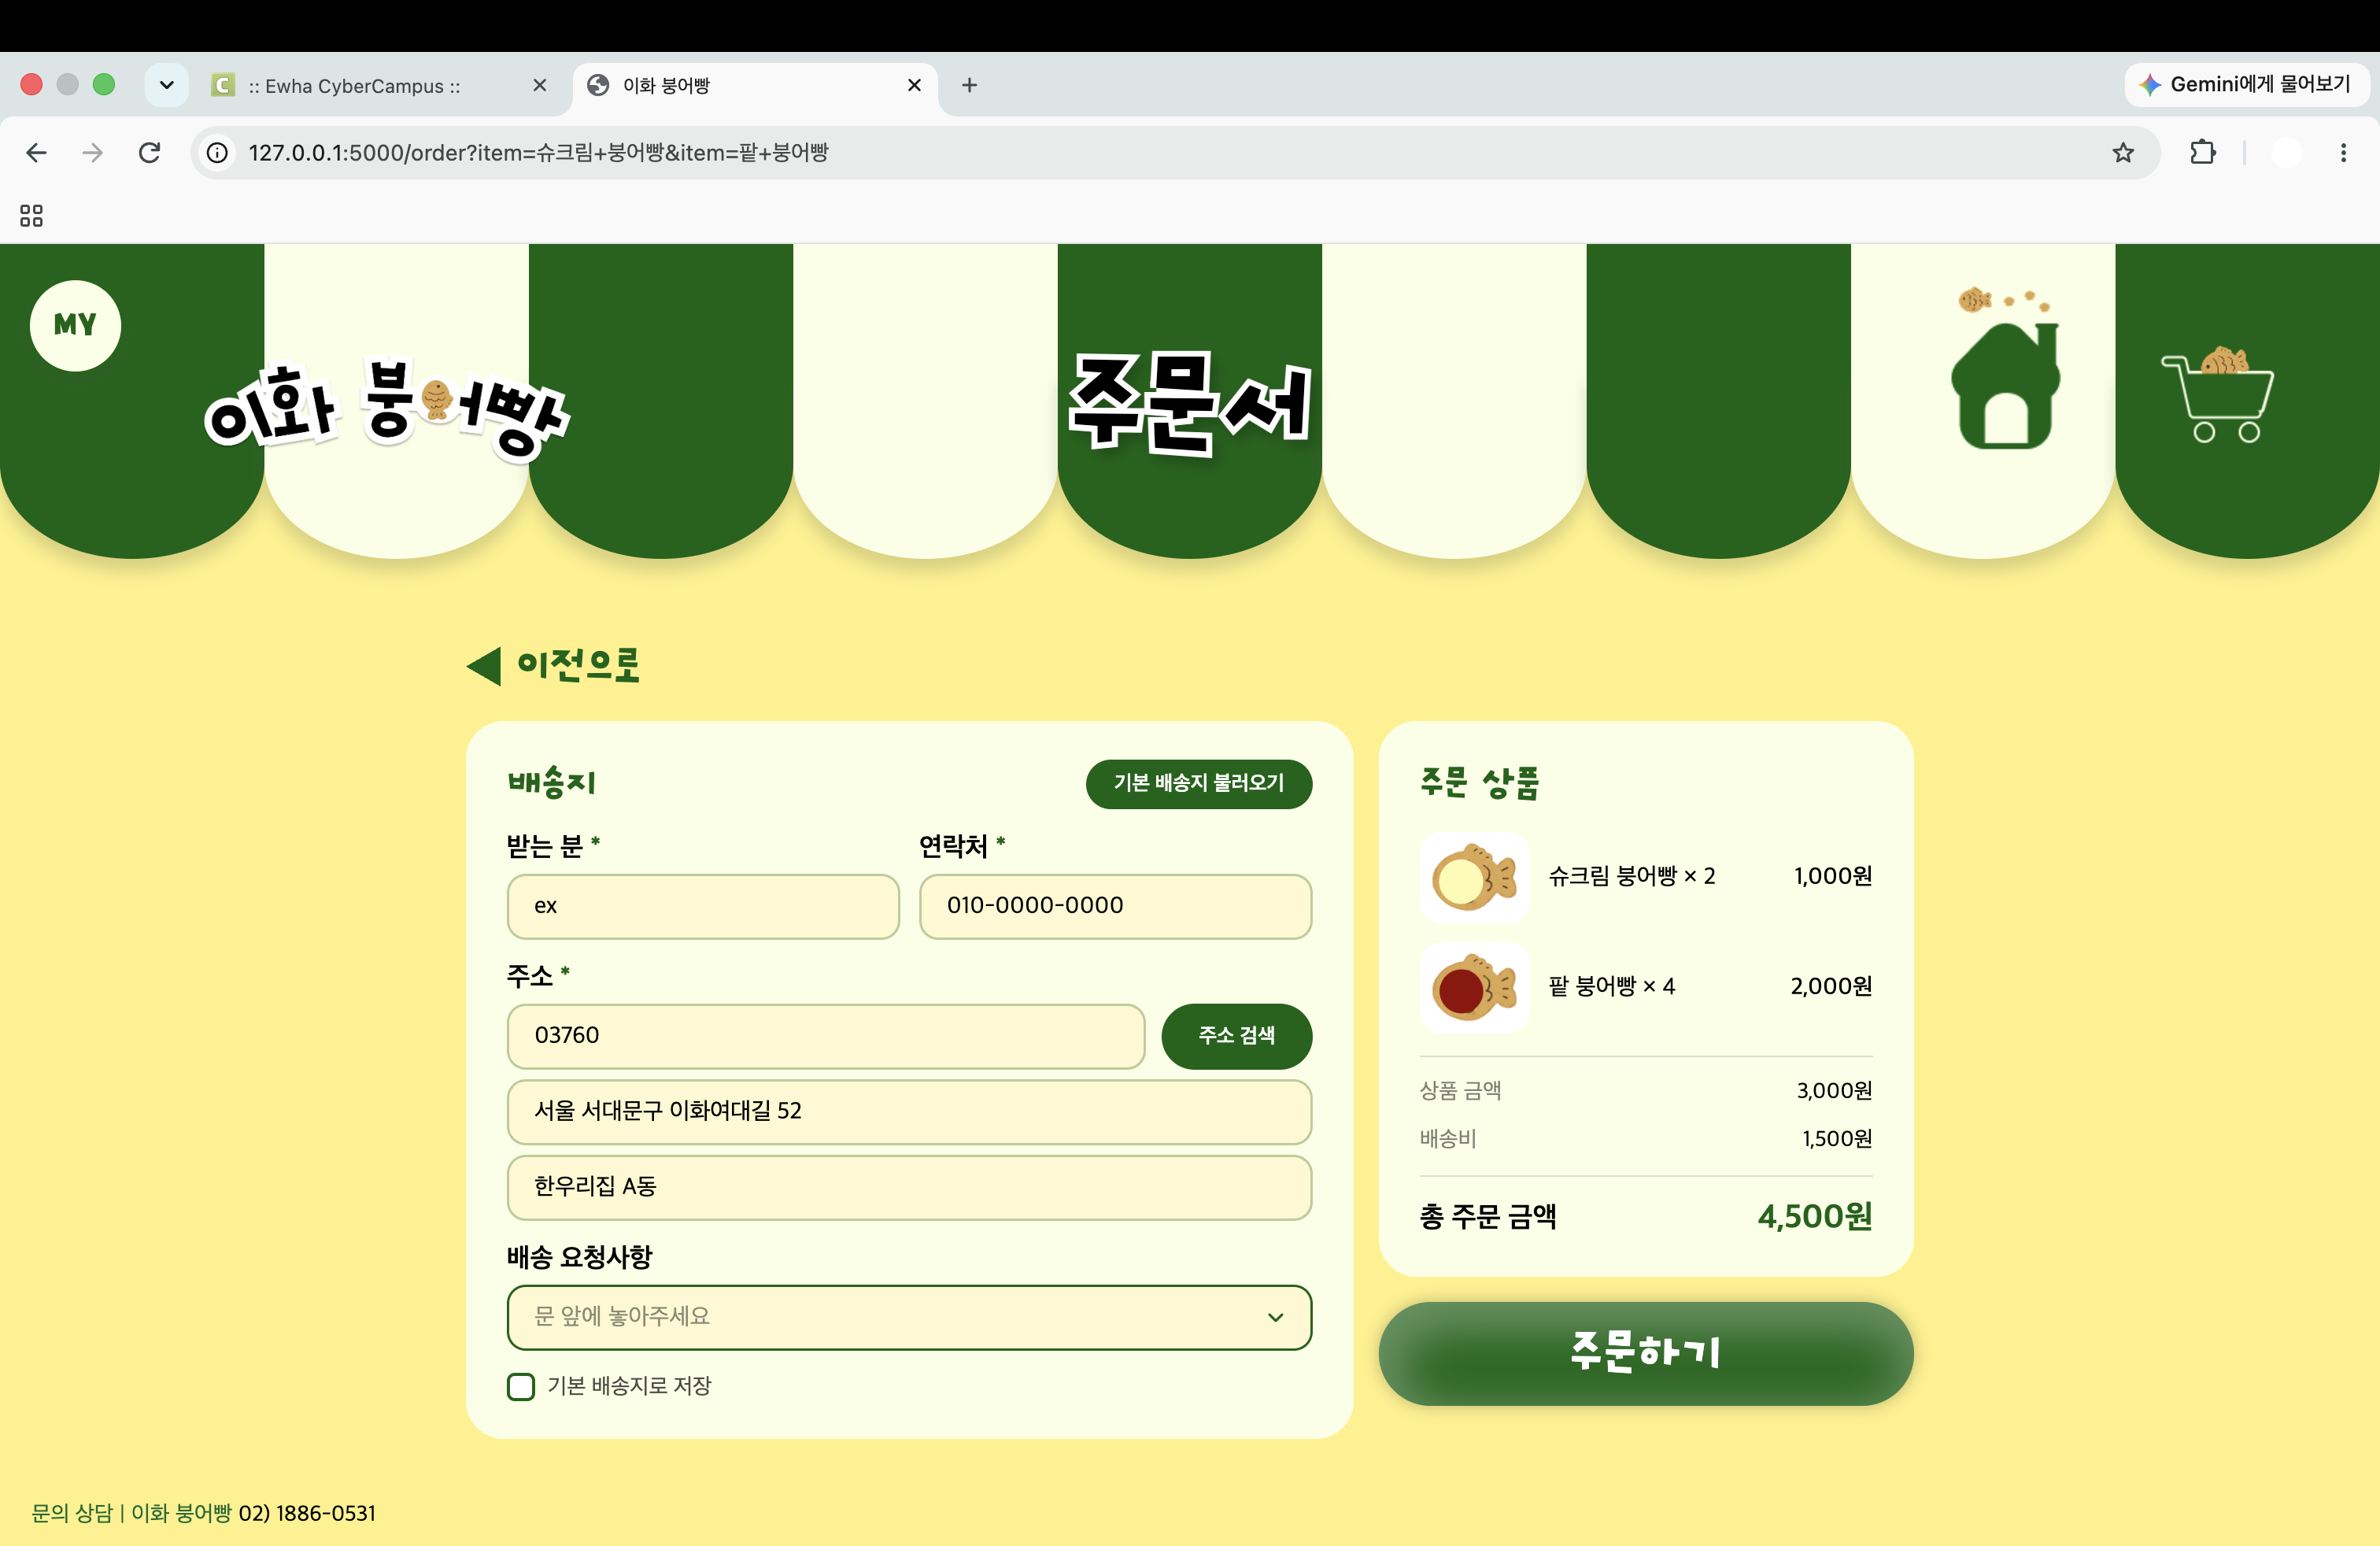 :: Ewha CyberCampus ::
이화 붕어빵
Gemini에게 물어보기
127.0.0.1:5000/order?item=슈크림+붕어빵&item=팥+붕어빵
MY
이화 붕어빵
주문서
이전으로
배송지
기본 배송지 불러오기
받는 분 *
연락처 *
ex
010-0000-0000
주소 *
03760
주소 검색
서울 서대문구 이화여대길 52
한우리집 A동
배송 요청사항
문 앞에 놓아주세요
기본 배송지로 저장
주문 상품
슈크림 붕어빵 × 2 1,000원
팥 붕어빵 × 4 2,000원
상품 금액 3,000원
배송비 1,500원
총 주문 금액 4,500원
주문하기
문의 상담 | 이화 붕어빵 02) 1886-0531